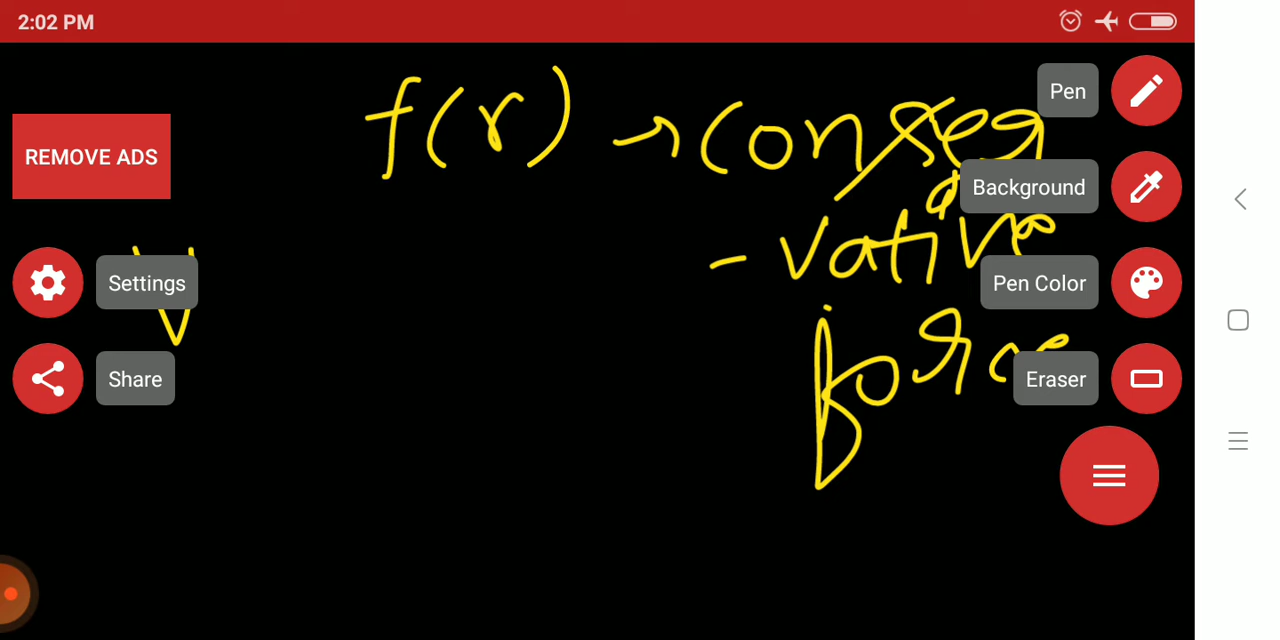 2:02 PM
f(r) → conser
Pen
REMOVE ADS
Background
- vative
Settings
Pen Color
force
Share
Eraser